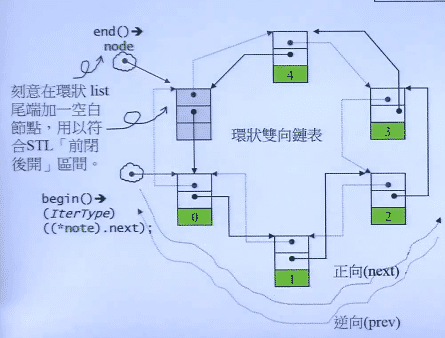 end()→
node
刻意在環狀 list
尾端加一空白
節點，用以符
合STL「前閉
後開」區間。
環狀雙向鏈表
4
3
begin()→
(IterType)
((*note).next);
0
2
1
正向(next)
逆向(prev)